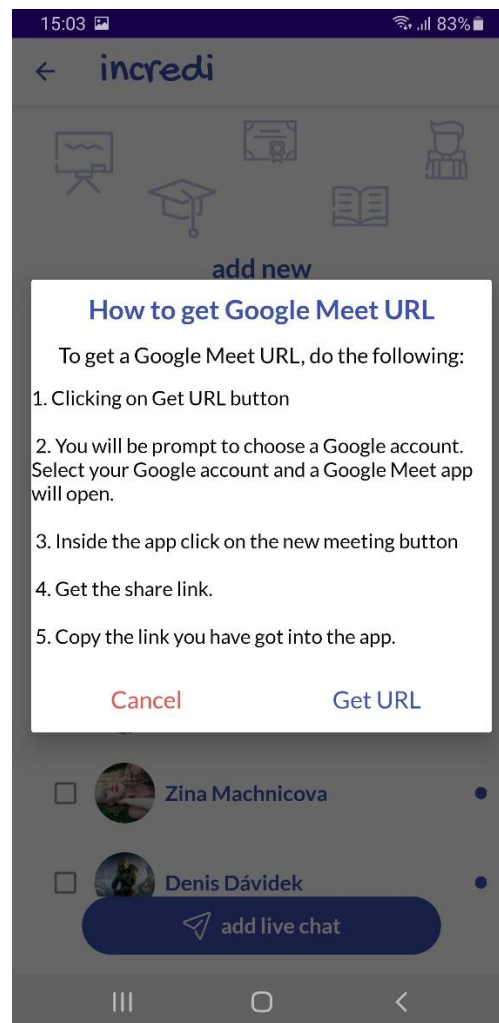 15:03 83%
incredi
add new
How to get Google Meet URL
To get a Google Meet URL, do the following:
1. Clicking on Get URL button
2. You will be prompt to choose a Google account.
Select your Google account and a Google Meet app
will open.
3. Inside the app click on the new meeting button
4. Get the share link.
5. Copy the link you have got into the app.
Cancel Get URL
Zina Machnicova
Denis Dávidek
add live chat